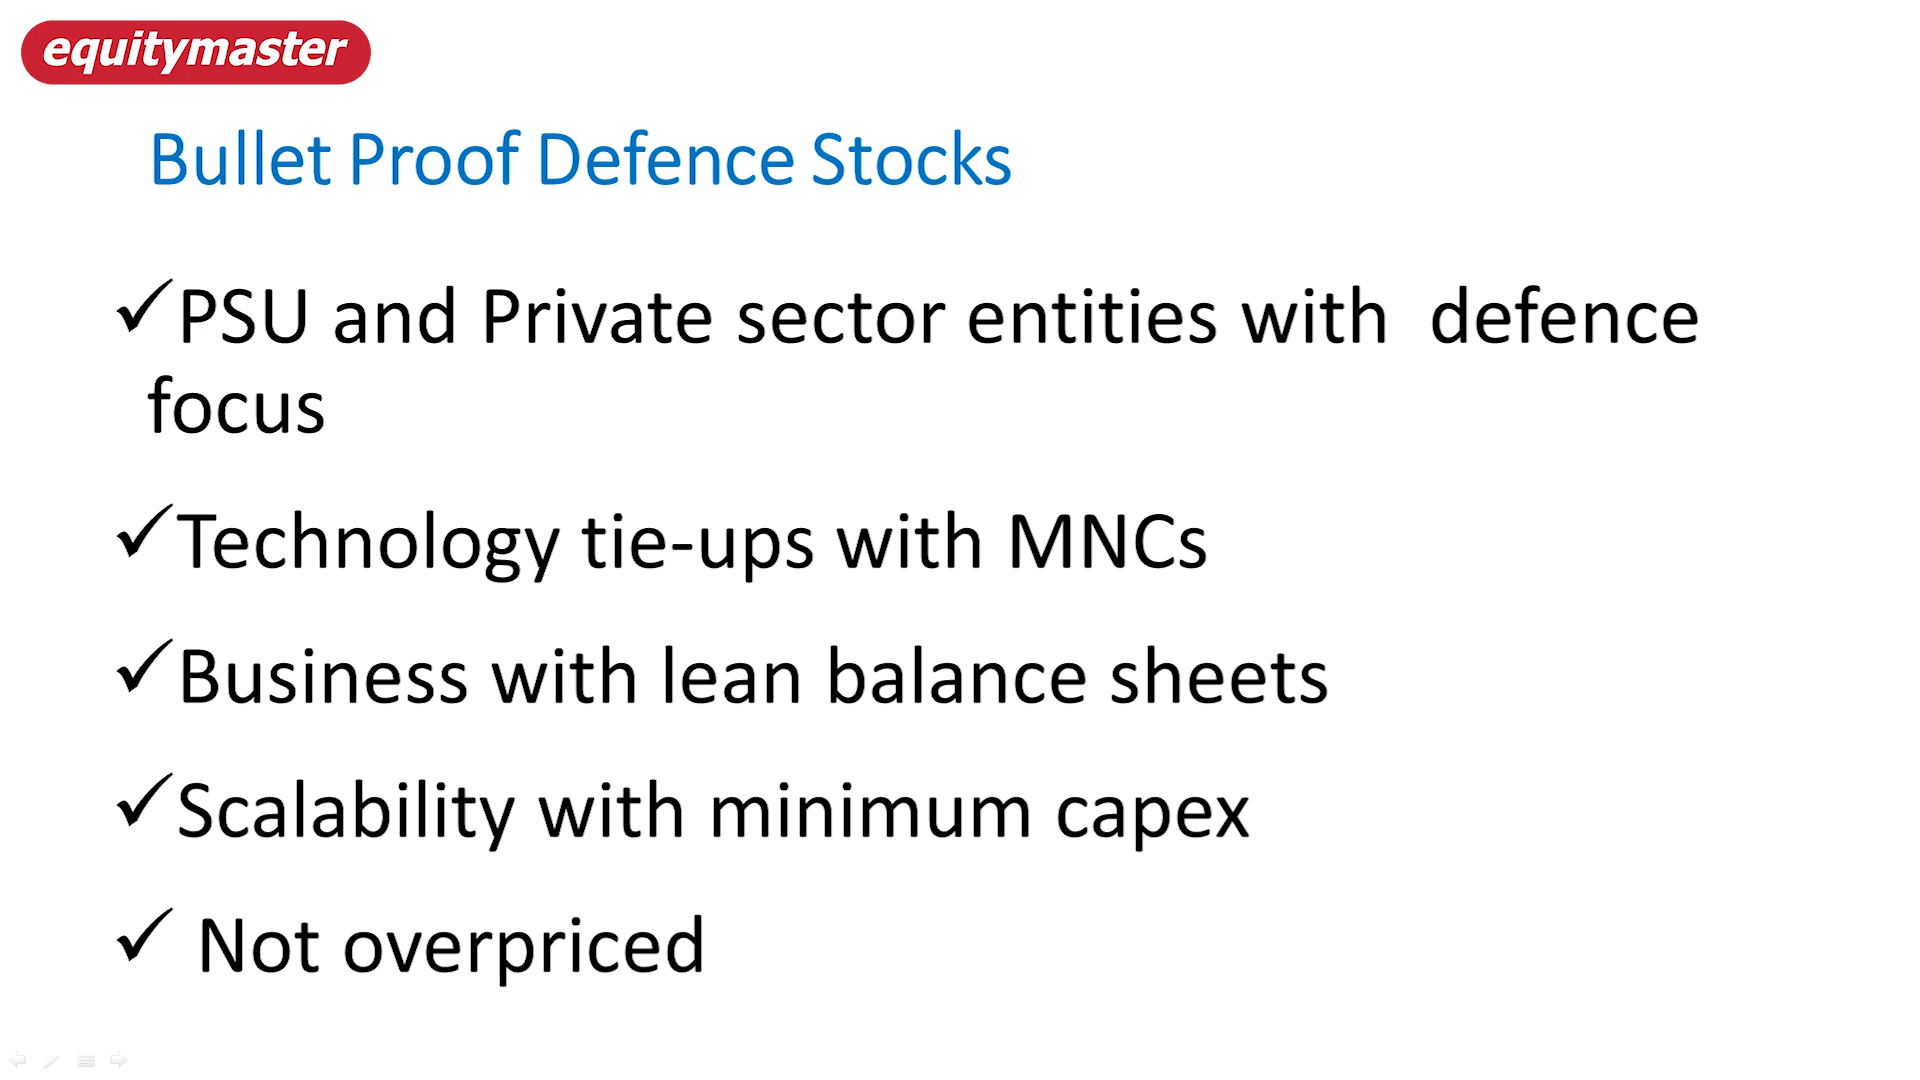 equitymaster
Bullet Proof Defence Stocks
✓PSU and Private sector entities with  defence
focus
✓Technology tie-ups with MNCs
✓Business with lean balance sheets
✓Scalability with minimum capex
✓ Not overpriced